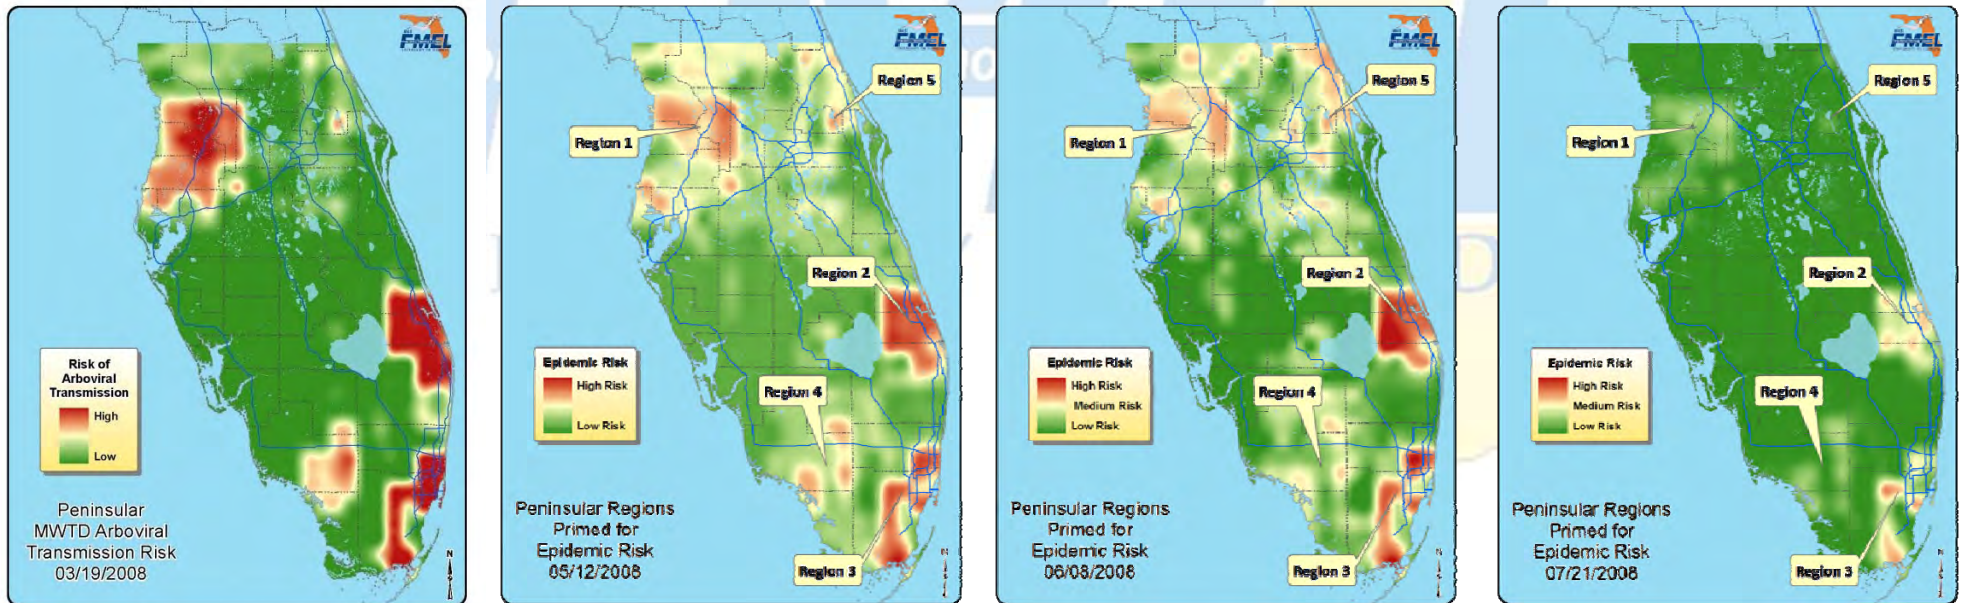 FMEL
Risk of
Arboviral
Transmission
High
Low
Peninsular
MWTD Arboviral
Transmission Risk
03/19/2008
N
FMEL
Region 5
Region 1
Region 2
Epidemic Risk
High Risk
Low Risk
Region 4
Peninsular Regions
Primed for
Epidemic Risk
05/12/2008
Region 3
N
FMEL
Region 5
Region 1
Region 2
Epidemic Risk
High Risk
Medium Risk
Low Risk
Region 4
Peninsular Regions
Primed for
Epidemic Risk
06/08/2008
Region 3
N
FMEL
Region 5
Region 1
Region 2
Epidemic Risk
High Risk
Medium Risk
Low Risk
Region 4
Peninsular Regions
Primed for
Epidemic Risk
07/21/2008
Region 3
N